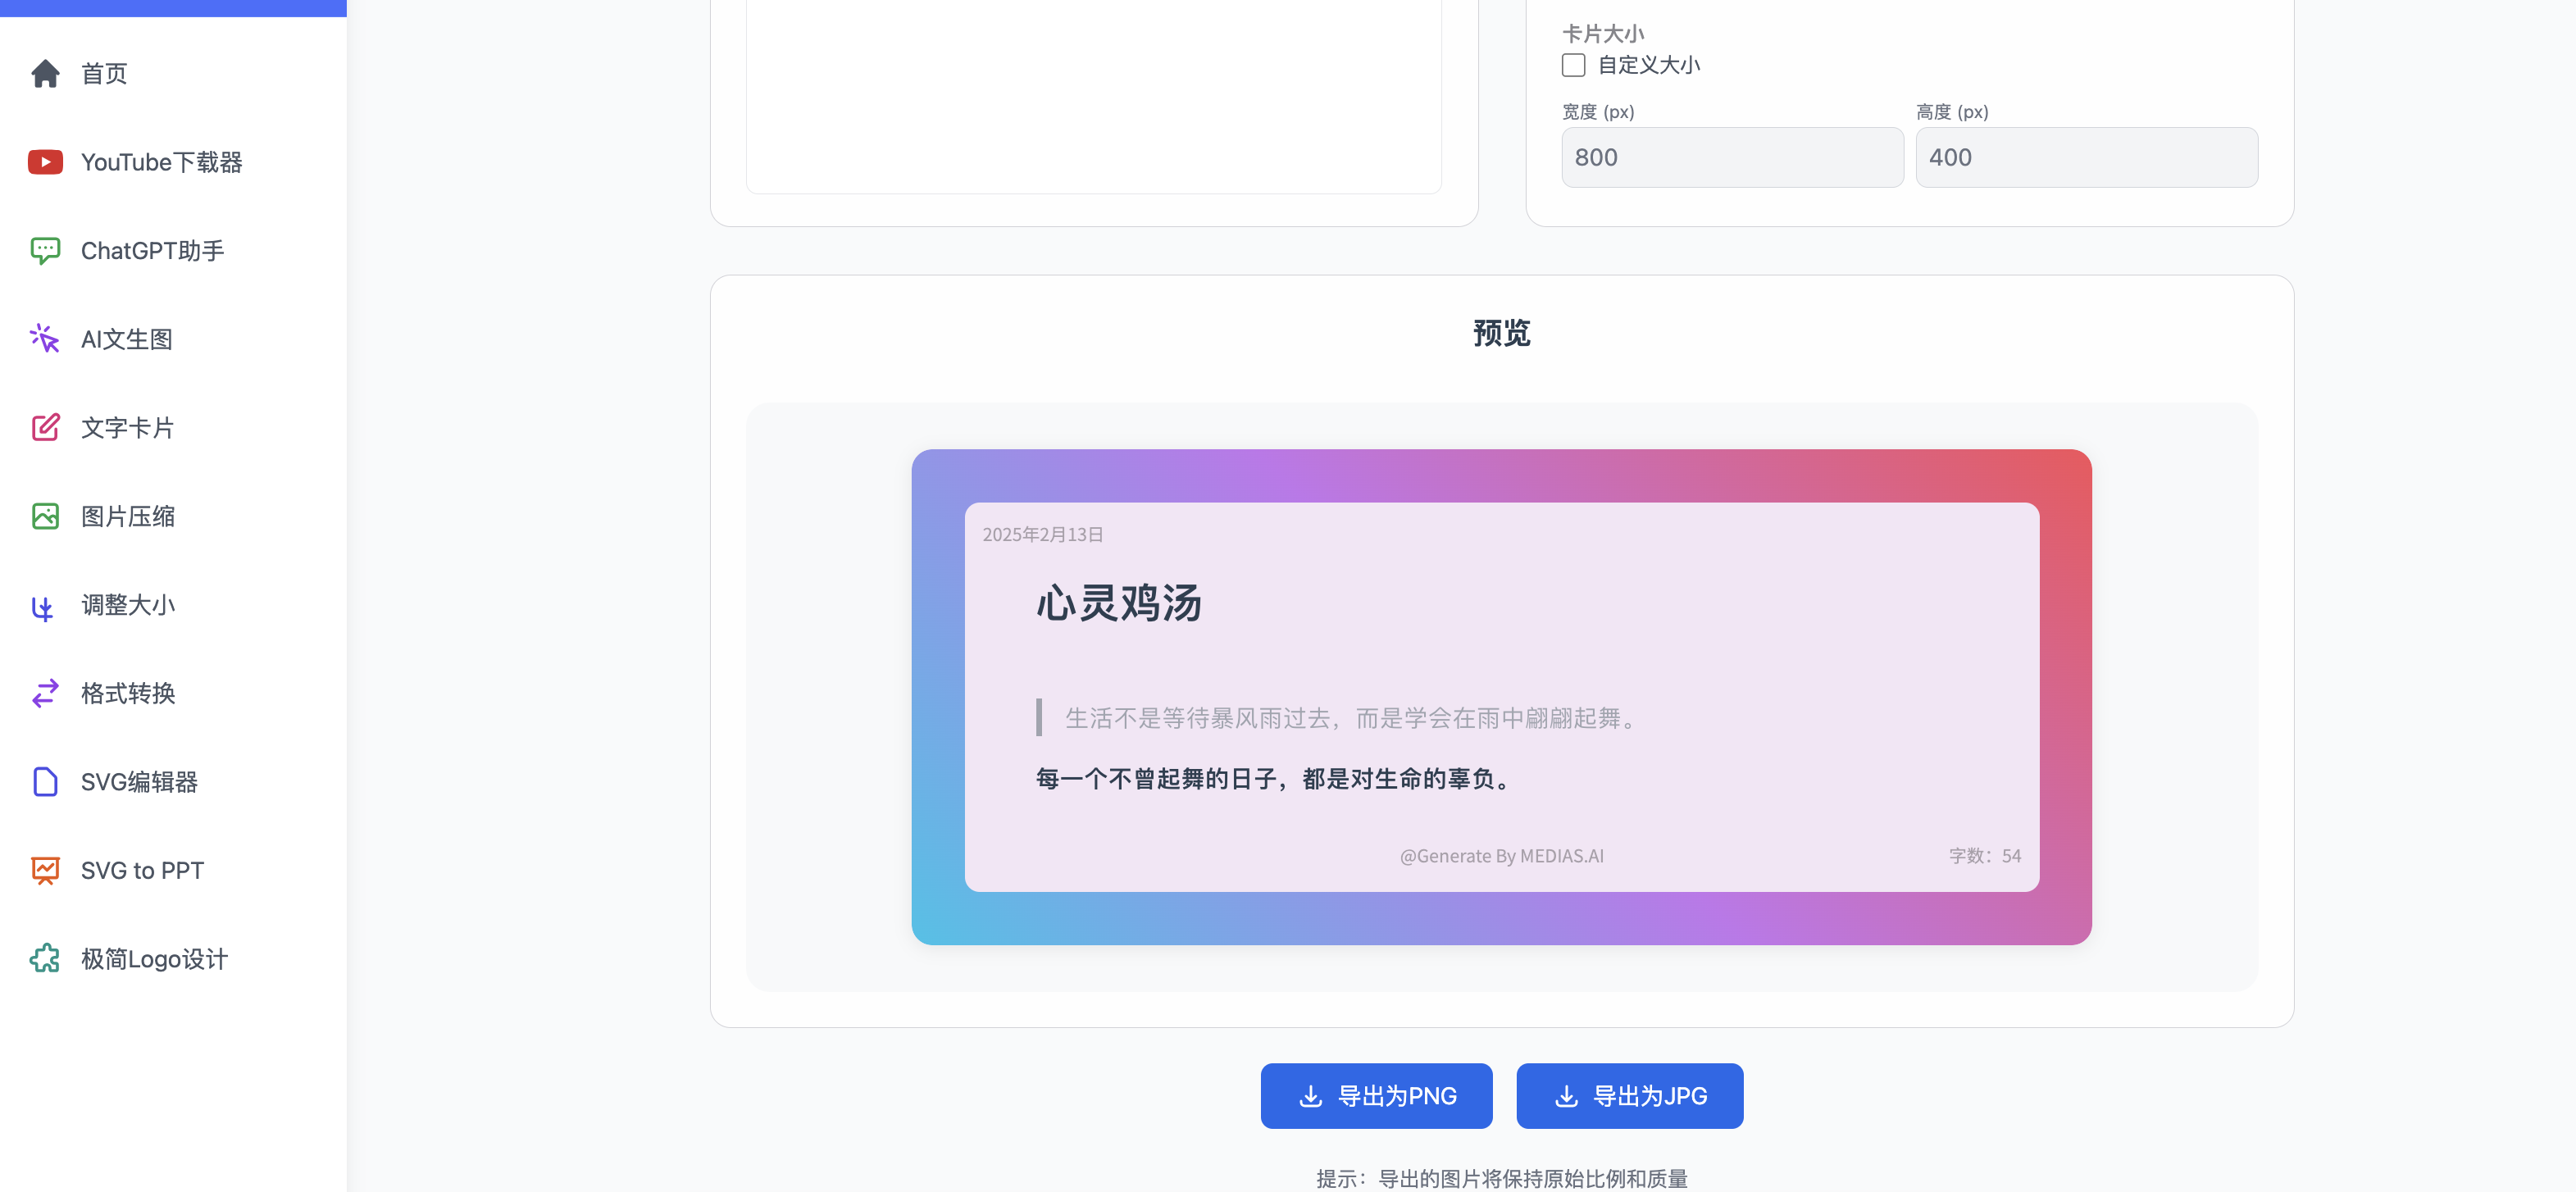 首页
YouTube下载器
ChatGPT助手
AI文生图
文字卡片
图片压缩
调整大小
格式转换
SVG编辑器
SVG to PPT
极简Logo设计
卡片大小
自定义大小
宽度 (px) 高度 (px)
800 400
预览
2025年2月13日
心灵鸡汤
生活不是等待暴风雨过去，而是学会在雨中翩翩起舞。
每一个不曾起舞的日子，都是对生命的辜负。
@Generate By MEDIAS.AI 字数：54
导出为PNG 导出为JPG
提示：导出的图片将保持原始比例和质量